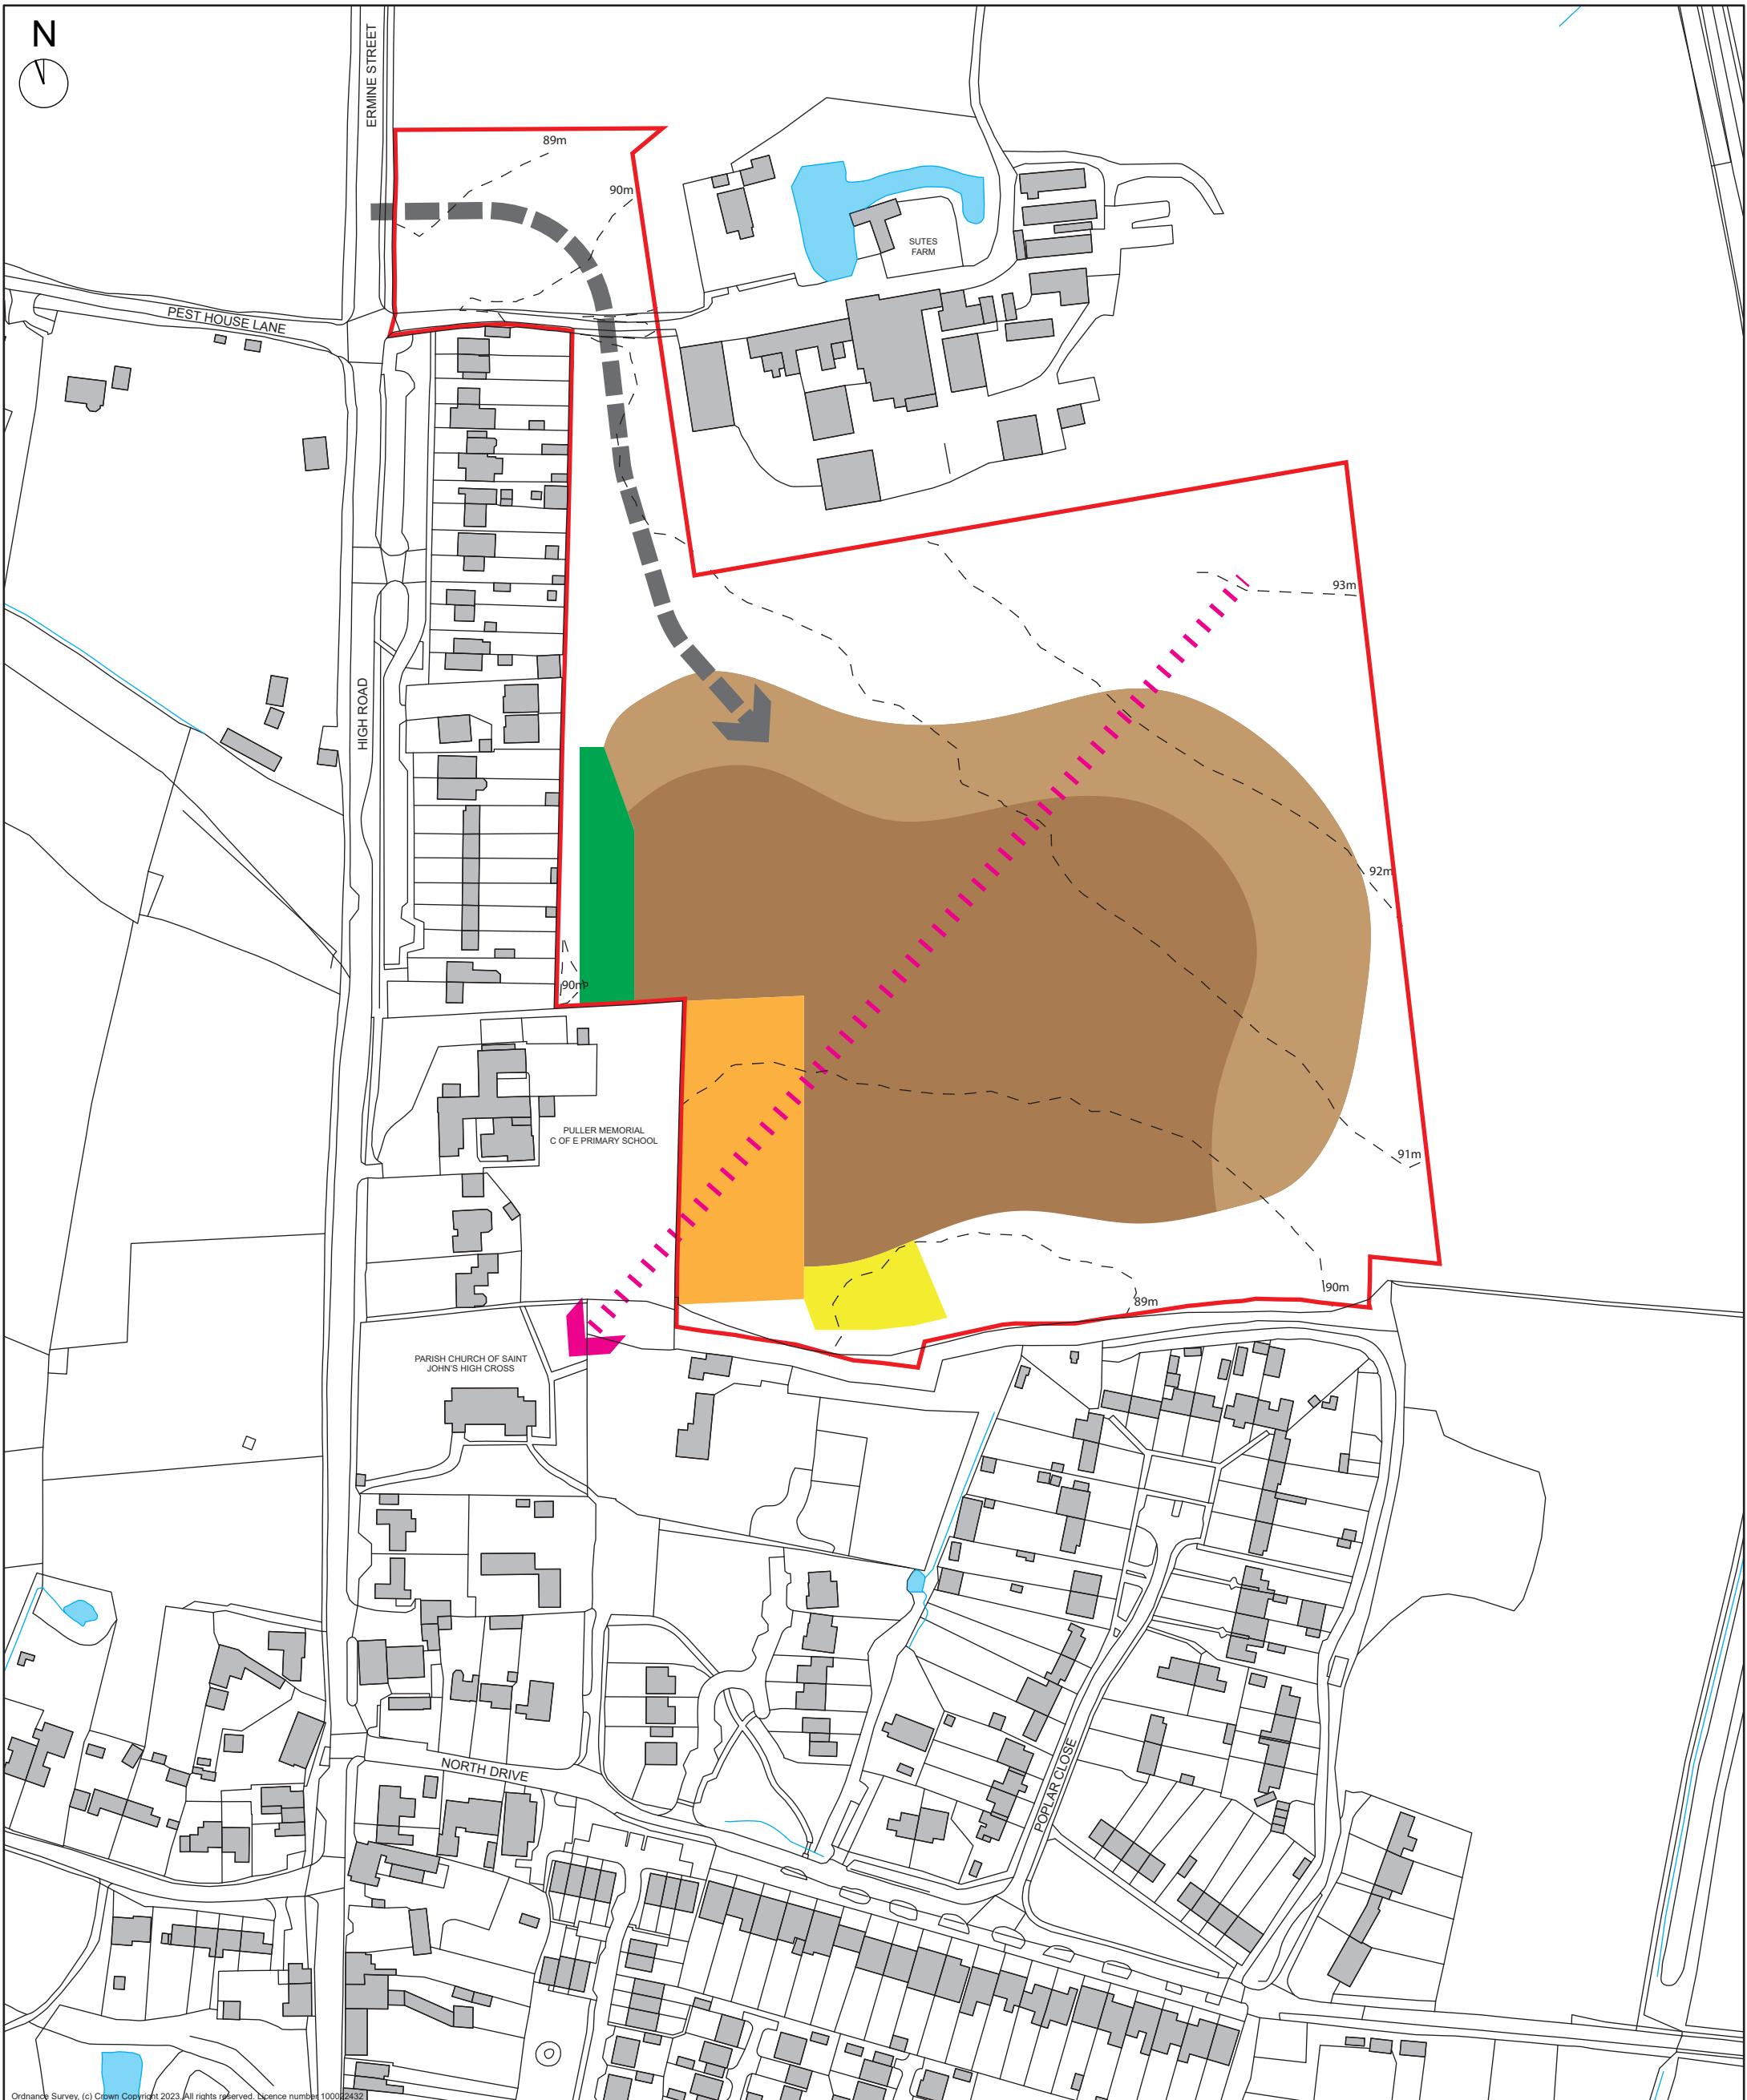 N
ERMINE STREET
89m
90m
SUTES
FARM
PEST HOUSE LANE
93m
HIGH ROAD
92m
90m
PULLER MEMORIAL
C OF E PRIMARY SCHOOL
91m
90m
89m
PARISH CHURCH OF SAINT
JOHN'S HIGH CROSS
NORTH DRIVE
POPLAR CLOSE
Ordnance Survey, (c) Crown Copyright 2023. All rights reserved. Licence number 100022432